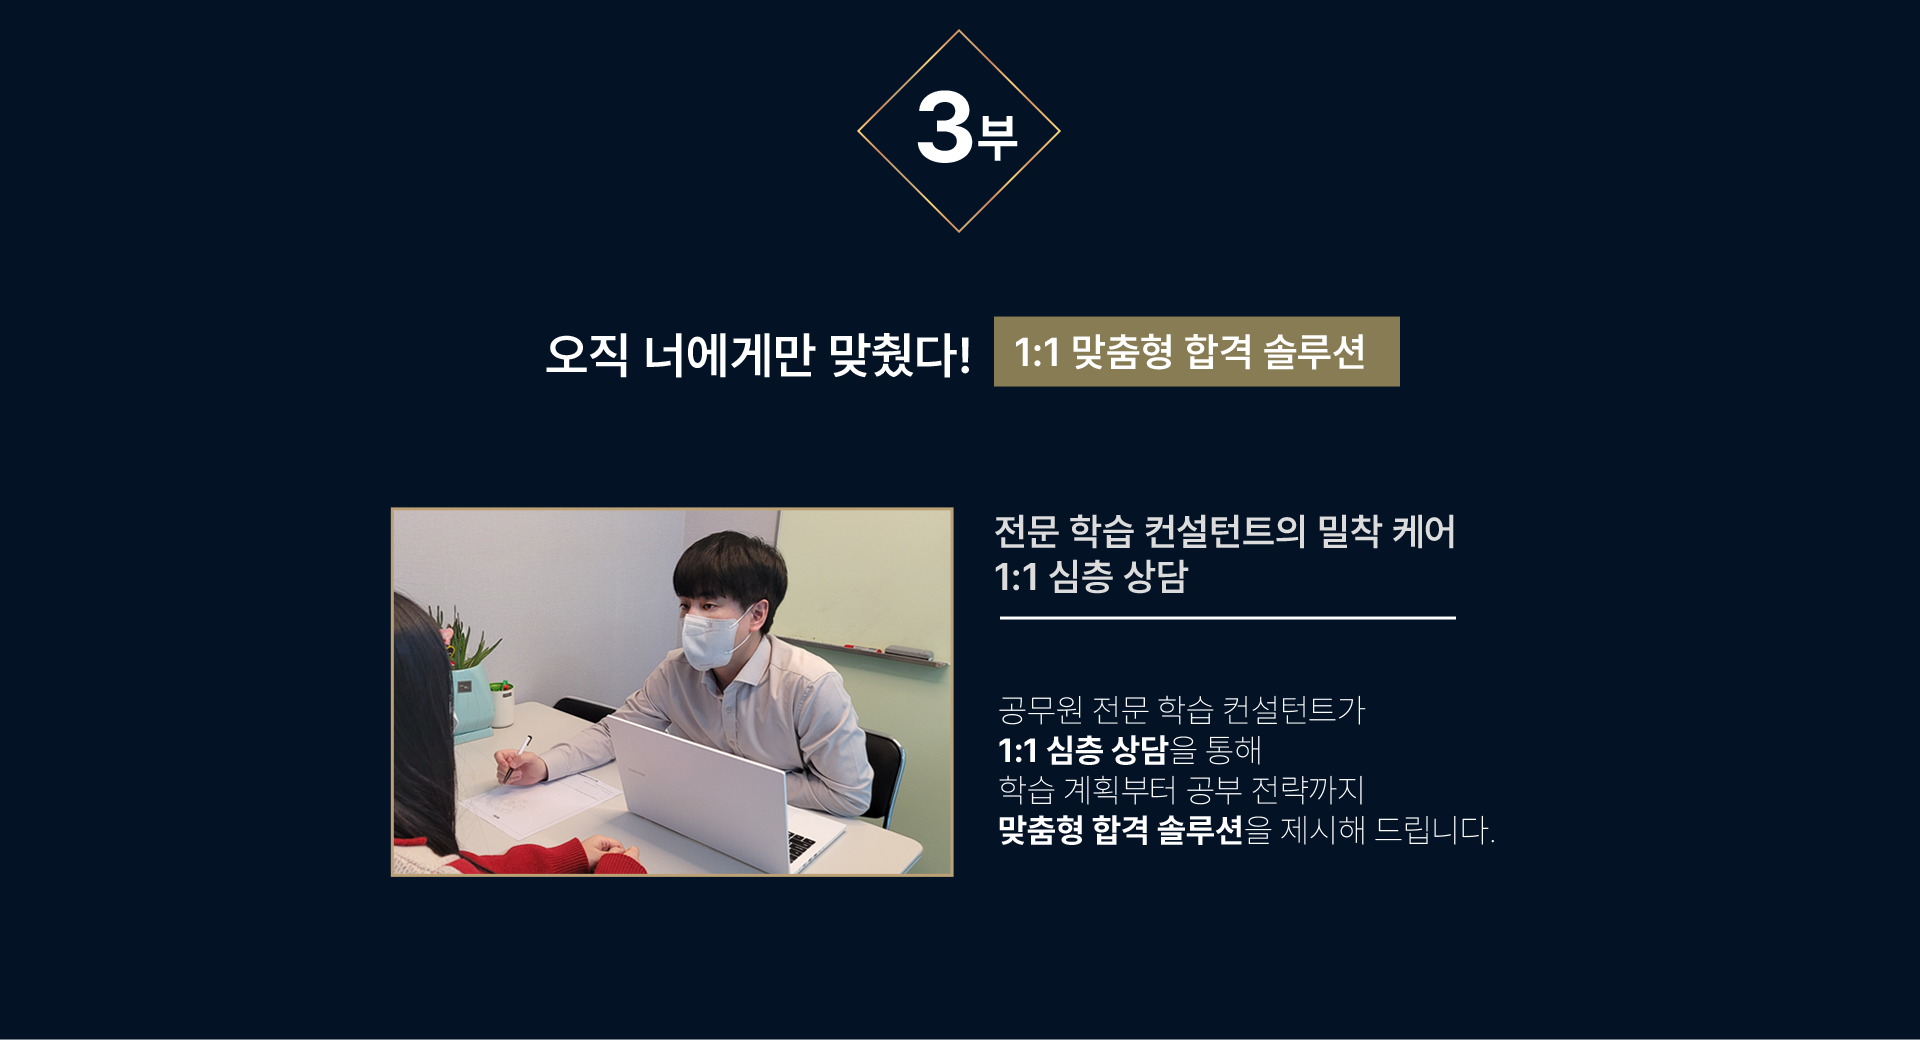 3부
오직 너에게만 맞췄다! 1:1 맞춤형 합격 솔루션
전문 학습 컨설턴트의 밀착 케어
1:1 심층 상담
공무원 전문 학습 컨설턴트가
1:1 심층 상담을 통해
학습 계획부터 공부 전략까지
맞춤형 합격 솔루션을 제시해 드립니다.